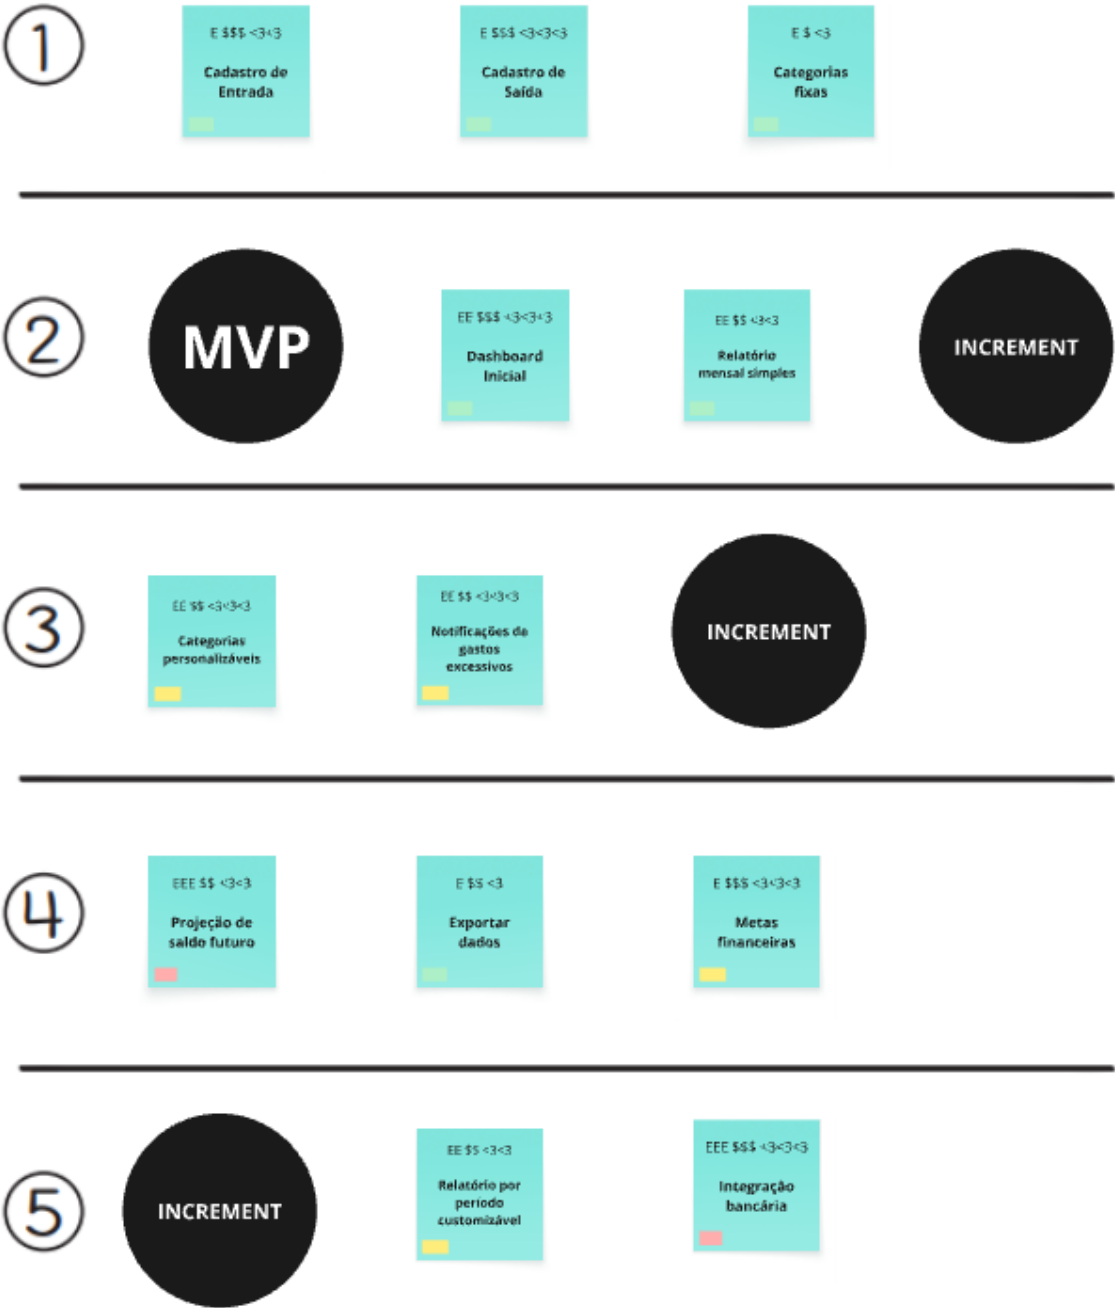 1
E $$$ <3<3
Cadastro de
Entrada
E $$$ <3<3<3
Cadastro de
Saída
E $ <3
Categorias
fixas
2
MVP
EE $$$ <3<3<3
Dashboard
Inicial
EE $$ <3<3
Relatório
mensal simples
INCREMENT
3
EE $$ <3<3<3
Categorias
personalizáveis
EE $$ <3<3<3
Notificações de
gastos
excessivos
INCREMENT
4
EEE $$ <3<3
Projeção de
saldo futuro
E $$ <3
Exportar
dados
E $$$ <3<3<3
Metas
financeiras
5
INCREMENT
EE $$ <3<3
Relatório por
período
customizável
EEE $$$ <3<3<3
Integração
bancária